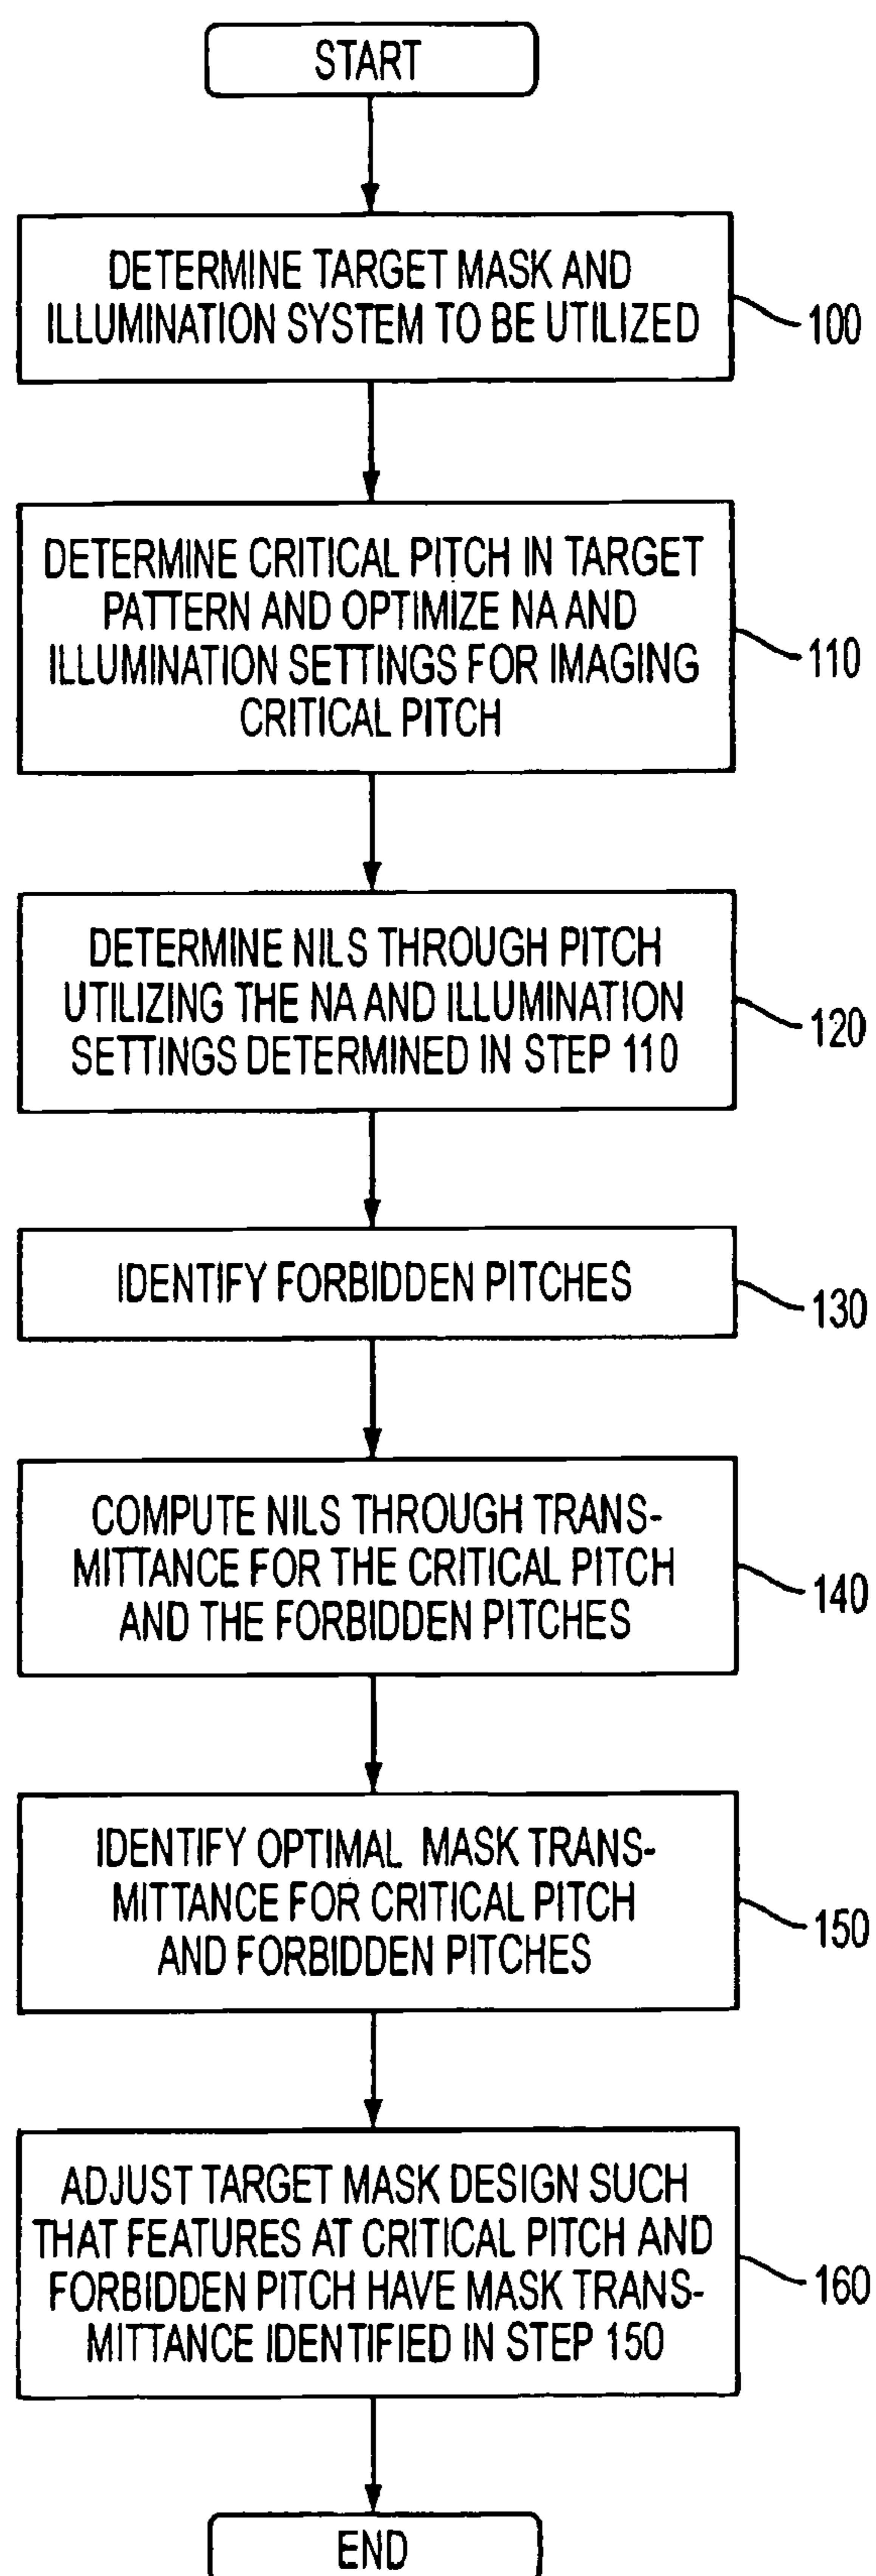 START
DETERMINE TARGET MASK AND
ILLUMINATION SYSTEM TO BE UTILIZED
100
DETERMINE CRITICAL PITCH IN TARGET
PATTERN AND OPTIMIZE NA AND
ILLUMINATION SETTINGS FOR IMAGING
CRITICAL PITCH
110
DETERMINE NILS THROUGH PITCH
UTILIZING THE NA AND ILLUMINATION
SETTINGS DETERMINED IN STEP 110
120
IDENTIFY FORBIDDEN PITCHES
130
COMPUTE NILS THROUGH TRANS-
MITTANCE FOR THE CRITICAL PITCH
AND THE FORBIDDEN PITCHES
140
IDENTIFY OPTIMAL MASK TRANS-
MITTANCE FOR CRITICAL PITCH
AND FORBIDDEN PITCHES
150
ADJUST TARGET MASK DESIGN SUCH
THAT FEATURES AT CRITICAL PITCH AND
FORBIDDEN PITCH HAVE MASK TRANS-
MITTANCE IDENTIFIED IN STEP 150
160
END